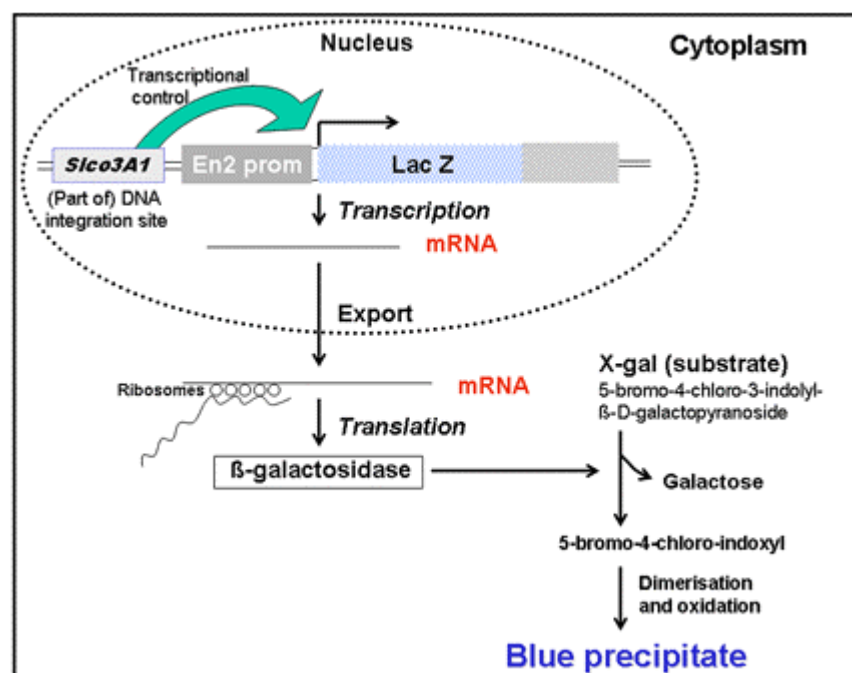 Nucleus
Cytoplasm
Transcriptional
control
Slco3A1
En2 prom
Lac Z
(Part of) DNA
integration site
Transcription
mRNA
Export
Ribosomes
mRNA
Translation
ß-galactosidase
X-gal (substrate)
5-bromo-4-chloro-3-indolyl-
ß-D-galactopyranoside
Galactose
5-bromo-4-chloro-indoxyl
Dimerisation
and oxidation
Blue precipitate